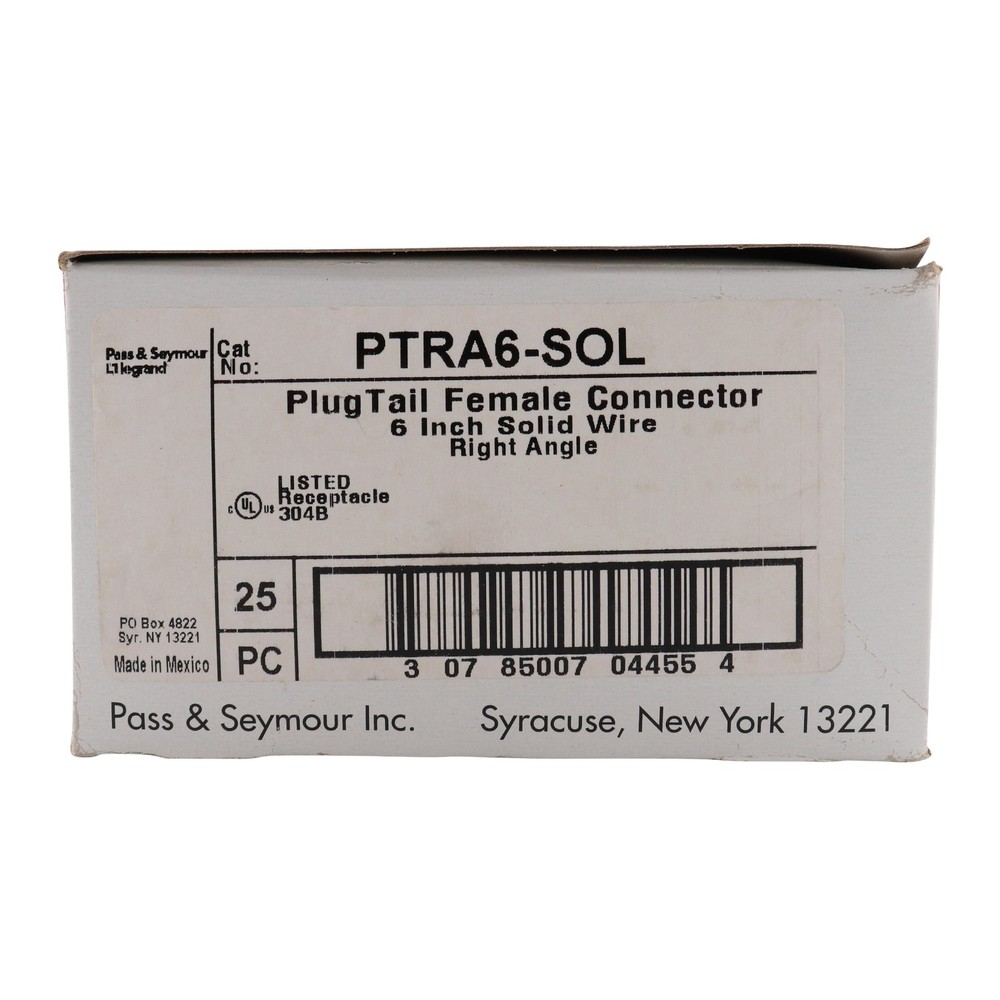 Pass & Seymour
legrand
Cat
No:
PTRA6-SOL
PlugTail Female Connector
6 Inch Solid Wire
Right Angle
C UL US
LISTED
Receptacle
304B
25
PC
PO Box 4822
Syr. NY 13221
Made in Mexico
3 07 85007 04455 4
Pass & Seymour Inc. Syracuse, New York 13221